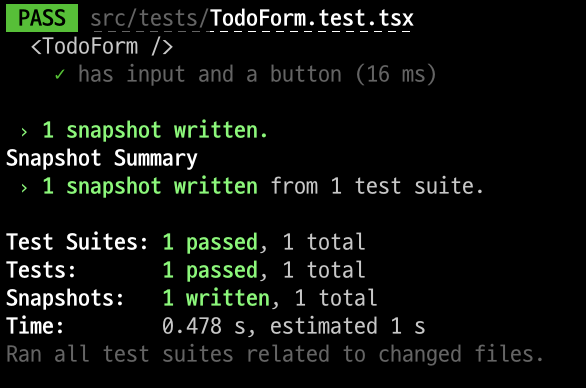 PASS src/tests/TodoForm.test.tsx
<TodoForm />
✓ has input and a button (16 ms)
› 1 snapshot written.
Snapshot Summary
› 1 snapshot written from 1 test suite.
Test Suites: 1 passed, 1 total
Tests: 1 passed, 1 total
Snapshots: 1 written, 1 total
Time: 0.478 s, estimated 1 s
Ran all test suites related to changed files.